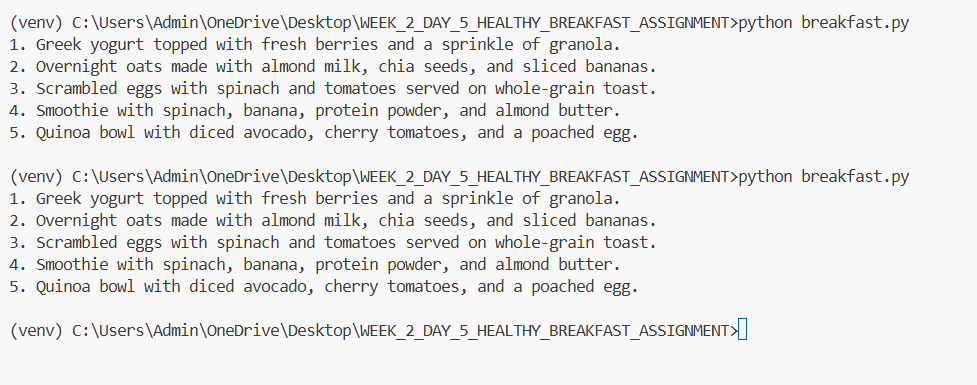 (venv) C:\Users\Admin\OneDrive\Desktop\WEEK_2_DAY_5_HEALTHY_BREAKFAST_ASSIGNMENT>python breakfast.py
1. Greek yogurt topped with fresh berries and a sprinkle of granola.
2. Overnight oats made with almond milk, chia seeds, and sliced bananas.
3. Scrambled eggs with spinach and tomatoes served on whole-grain toast.
4. Smoothie with spinach, banana, protein powder, and almond butter.
5. Quinoa bowl with diced avocado, cherry tomatoes, and a poached egg.

(venv) C:\Users\Admin\OneDrive\Desktop\WEEK_2_DAY_5_HEALTHY_BREAKFAST_ASSIGNMENT>python breakfast.py
1. Greek yogurt topped with fresh berries and a sprinkle of granola.
2. Overnight oats made with almond milk, chia seeds, and sliced bananas.
3. Scrambled eggs with spinach and tomatoes served on whole-grain toast.
4. Smoothie with spinach, banana, protein powder, and almond butter.
5. Quinoa bowl with diced avocado, cherry tomatoes, and a poached egg.

(venv) C:\Users\Admin\OneDrive\Desktop\WEEK_2_DAY_5_HEALTHY_BREAKFAST_ASSIGNMENT>